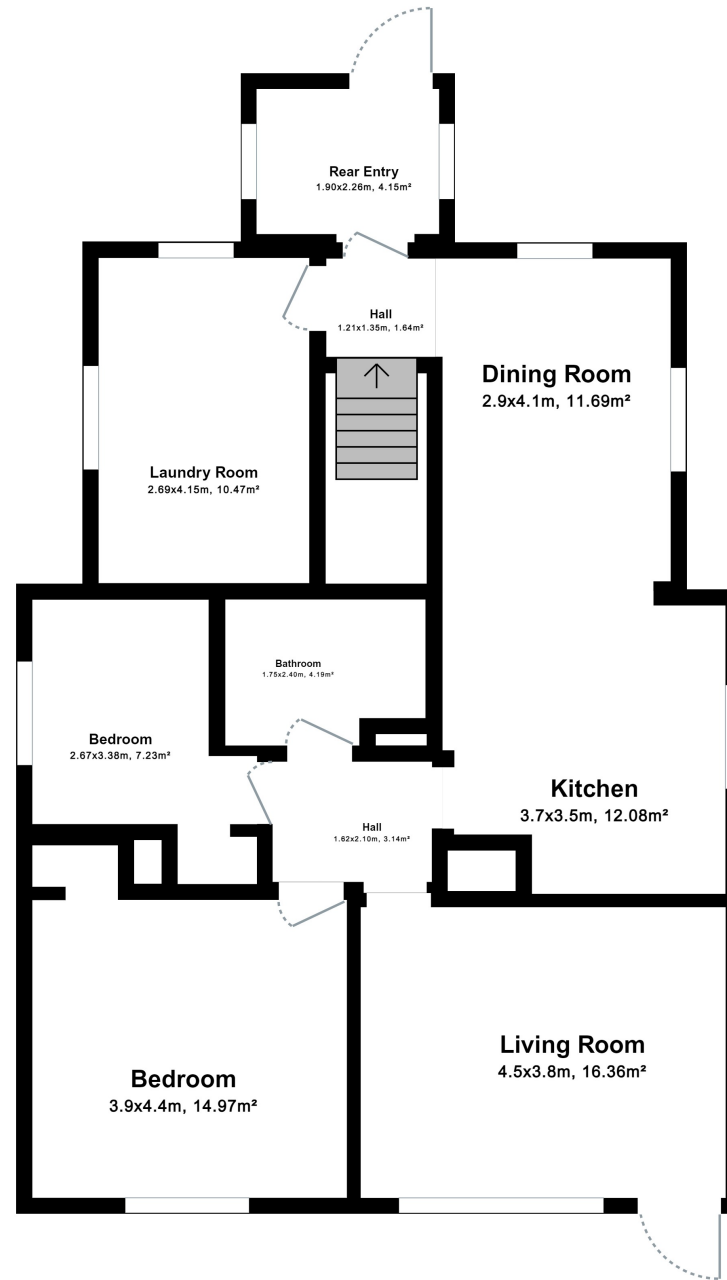 Rear Entry
1.90x2.26m, 4.15m²
Hall
1.21x1.35m, 1.64m²
Dining Room
2.9x4.1m, 11.69m²
Laundry Room
2.69x4.15m, 10.47m²
Bathroom
1.75x2.40m, 4.19m²
Bedroom
2.67x3.38m, 7.23m²
Kitchen
3.7x3.5m, 12.08m²
Hall
1.62x2.10m, 3.14m²
Living Room
4.5x3.8m, 16.36m²
Bedroom
3.9x4.4m, 14.97m²